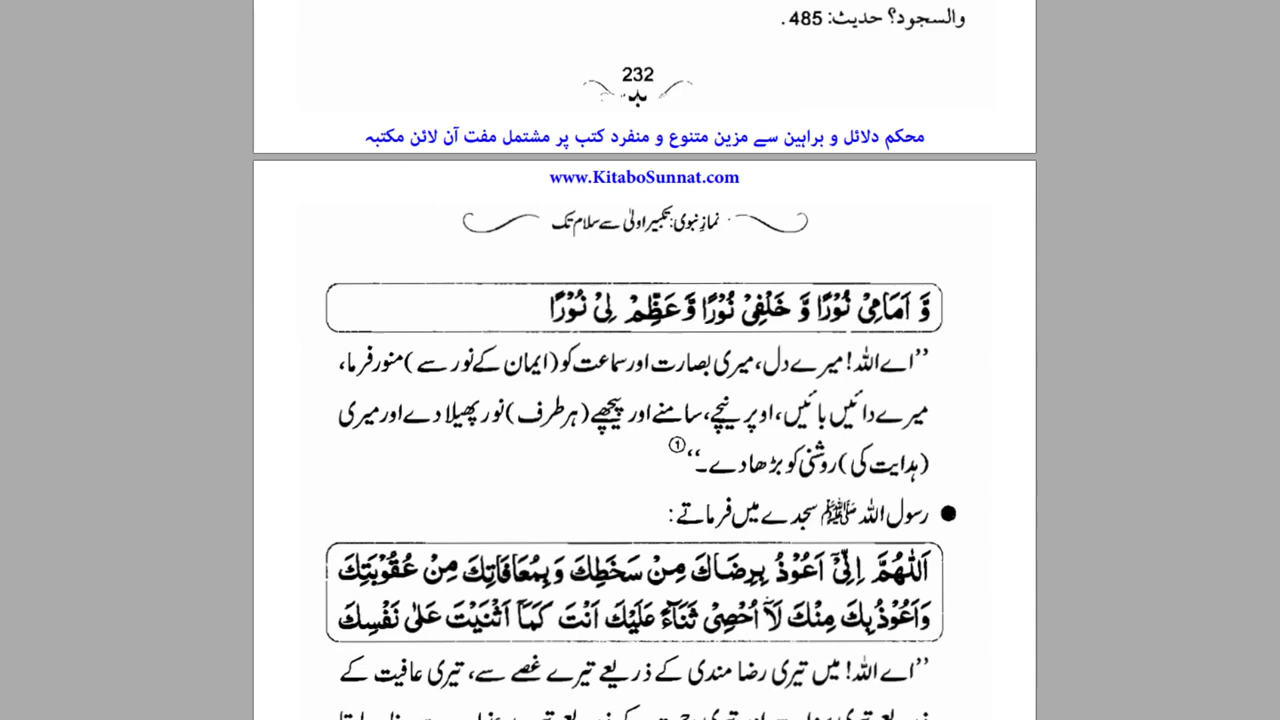 والسجود؟ حدیث: 485 .
232
محکم دلائل و براہین سے مزین متنوع و منفرد کتب پر مشتمل مفت آن لائن مکتبہ
www.KitaboSunnat.com
نمازِ نبوی: تکبیر اولیٰ سے سلام تک
وَّ اَمَامِیْ نُوْرًا وَّ خَلْفِیْ نُوْرًا وَّعَظِّمْ لِیْ نُوْرًا
’’اے اللہ! میرے دل، میری بصارت اور سماعت کو (ایمان کے نور سے) منور فرما،
میرے دائیں بائیں، اوپر نیچے، سامنے اور پیچھے (ہر طرف) نور پھیلا دے اور میری
(ہدایت کی) روشنی کو بڑھا دے۔‘‘ ①
● رسول اللہ ﷺ سجدے میں فرماتے:
اَللّٰهُمَّ اِنِّیْٓ اَعُوْذُ بِرِضَاكَ مِنْ سَخَطِكَ وَبِمُعَافَاتِكَ مِنْ عُقُوْبَتِكَ
وَاَعُوْذُبِكَ مِنْكَ لَآ اُحْصِیْ ثَنَآءً عَلَیْكَ اَنْتَ كَمَآ اَثْنَیْتَ عَلٰی نَفْسِكَ
’’اے اللہ! میں تیری رضا مندی کے ذریعے تیرے غصے سے، تیری عافیت کے